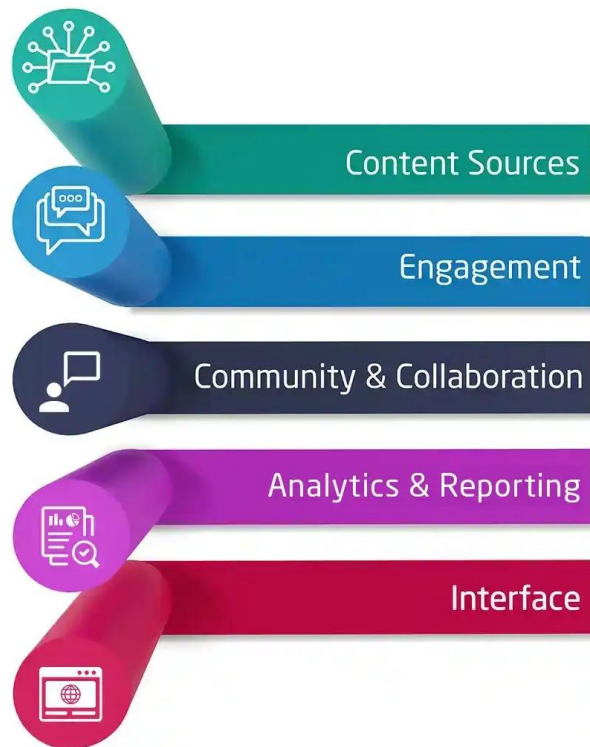 Content Sources
Engagement
Community & Collaboration
Analytics & Reporting
Interface